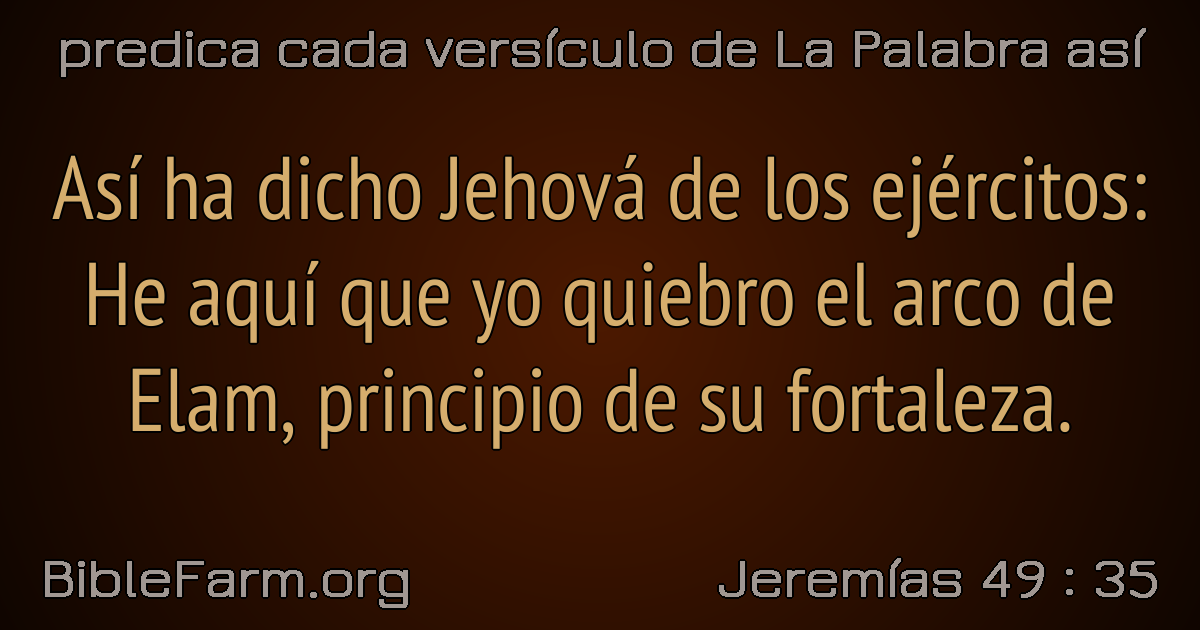 predica cada versículo de La Palabra así
Así ha dicho Jehová de los ejércitos:
He aquí que yo quiebro el arco de
Elam, principio de su fortaleza.
BibleFarm.org
Jeremías 49 : 35